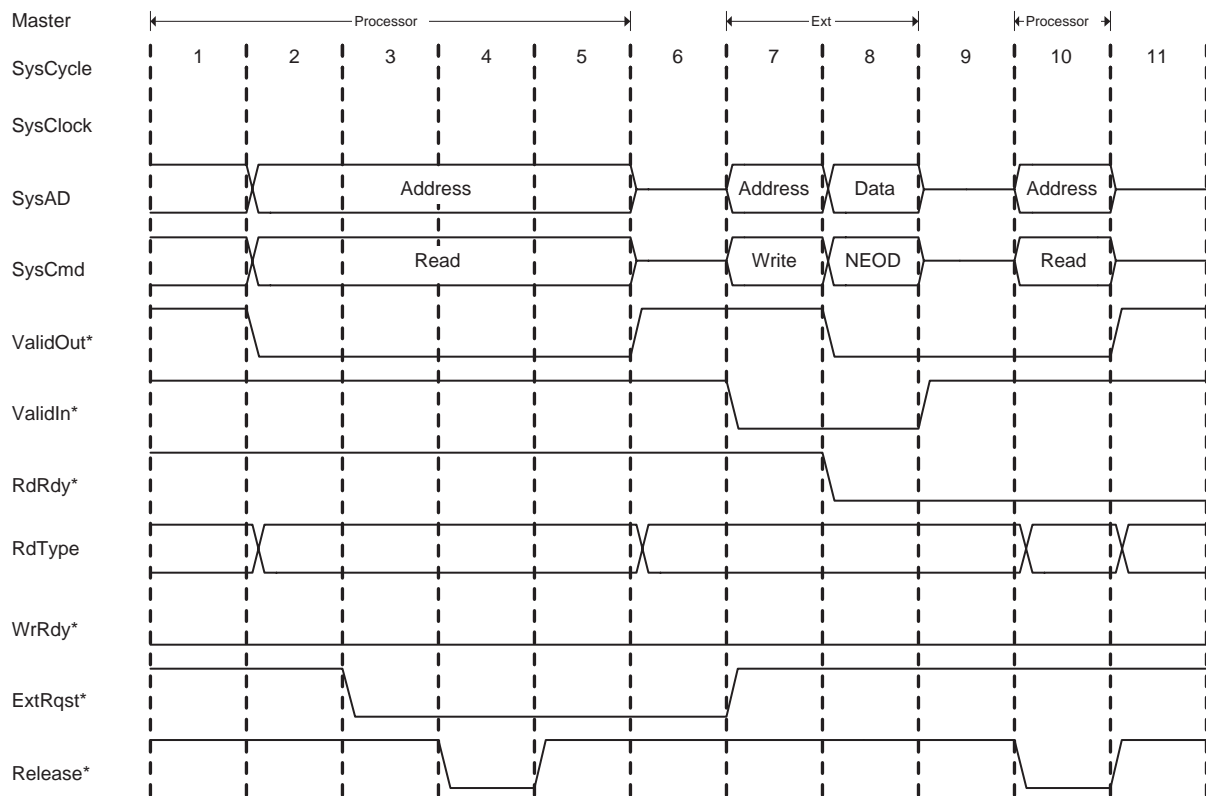 Master Processor Ext Processor
SysCycle 1 2 3 4 5 6 7 8 9 10 11
SysClock
SysAD Address Address Data Address
SysCmd Read Write NEOD Read
ValidOut*
ValidIn*
RdRdy*
RdType
WrRdy*
ExtRqst*
Release*